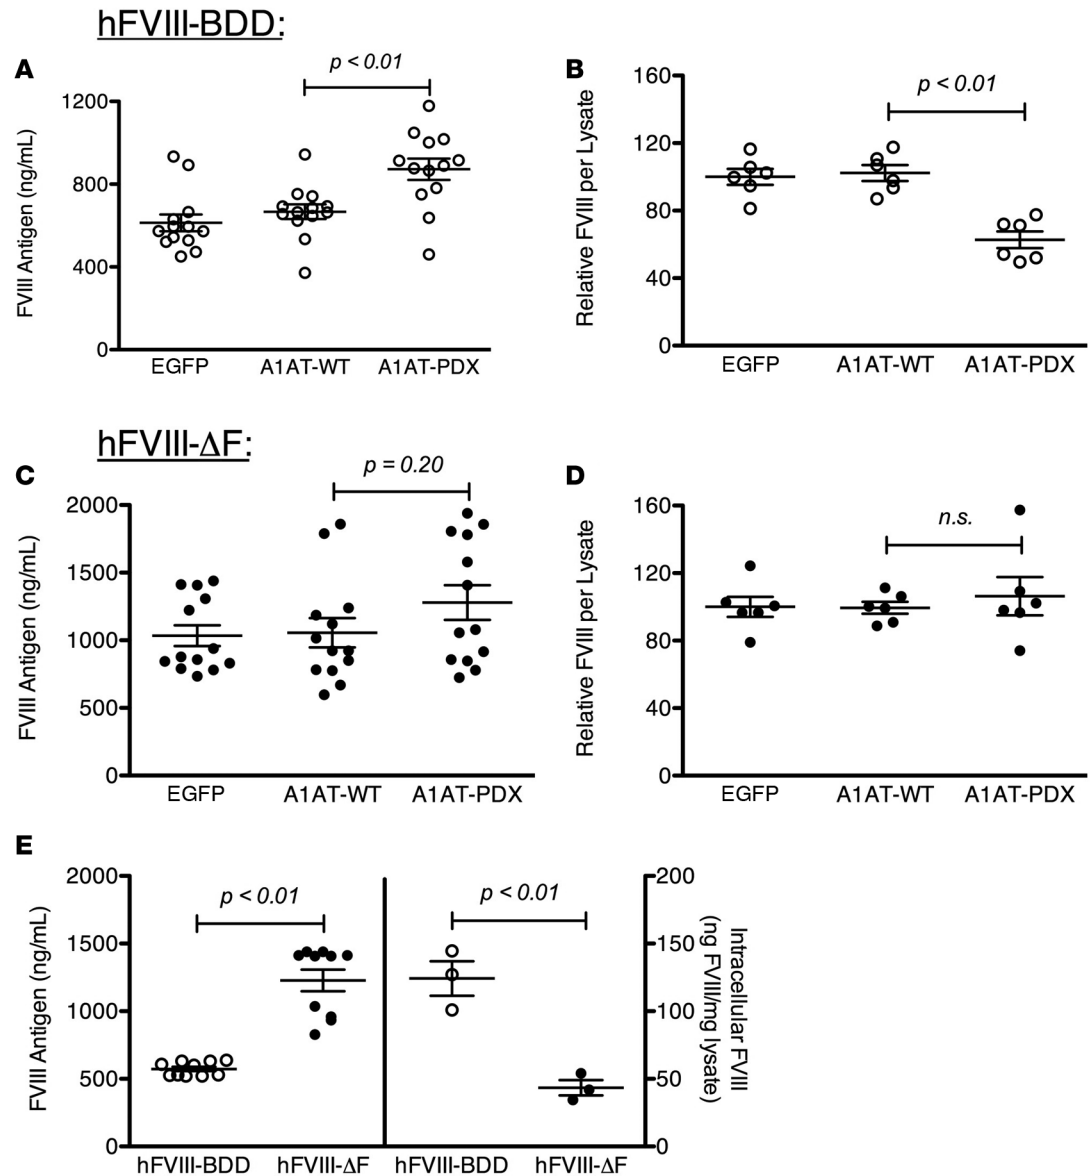 hFVIII-BDD:
A
p < 0.01
FVIII Antigen (ng/mL)
1200
800
400
0
EGFP
A1AT-WT
A1AT-PDX
B
p < 0.01
Relative FVIII per Lysate
160
120
80
40
0
EGFP
A1AT-WT
A1AT-PDX
hFVIII-ΔF:
C
p = 0.20
FVIII Antigen (ng/mL)
2000
1500
1000
500
0
EGFP
A1AT-WT
A1AT-PDX
D
n.s.
Relative FVIII per Lysate
160
120
80
40
0
EGFP
A1AT-WT
A1AT-PDX
E
p < 0.01
FVIII Antigen (ng/mL)
2000
1500
1000
500
0
hFVIII-BDD
hFVIII-ΔF
p < 0.01
200
150
100
50
0
Intracellular FVIII
(ng FVIII/mg lysate)
hFVIII-BDD
hFVIII-ΔF